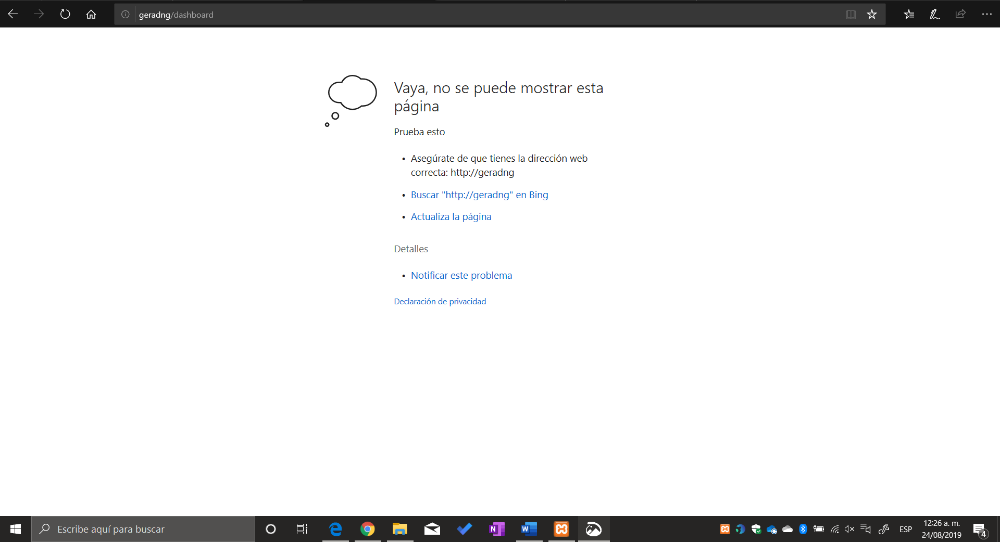 geradng/dashboard
Vaya, no se puede mostrar esta
página
Prueba esto
• Asegúrate de que tienes la dirección web
correcta: http://geradng
• Buscar "http://geradng" en Bing
• Actualiza la página
Detalles
• Notificar este problema
Declaración de privacidad
Escribe aquí para buscar
N
W
ESP
12:26 a. m.
24/08/2019
4